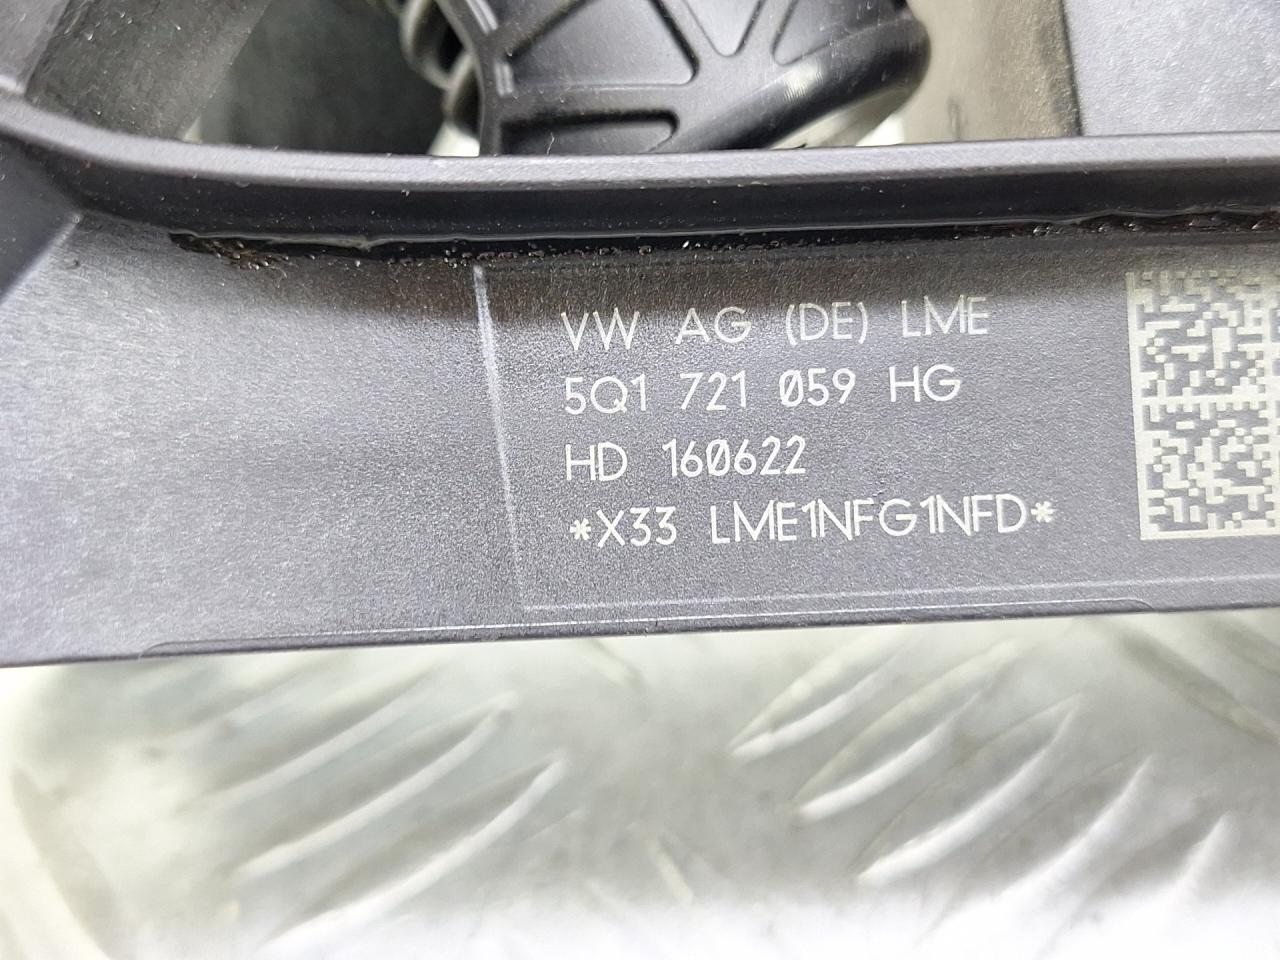 VW AG (DE) LME
5Q1 721 059 HG
HD 160622
*X33 LME1NFG1NFD*